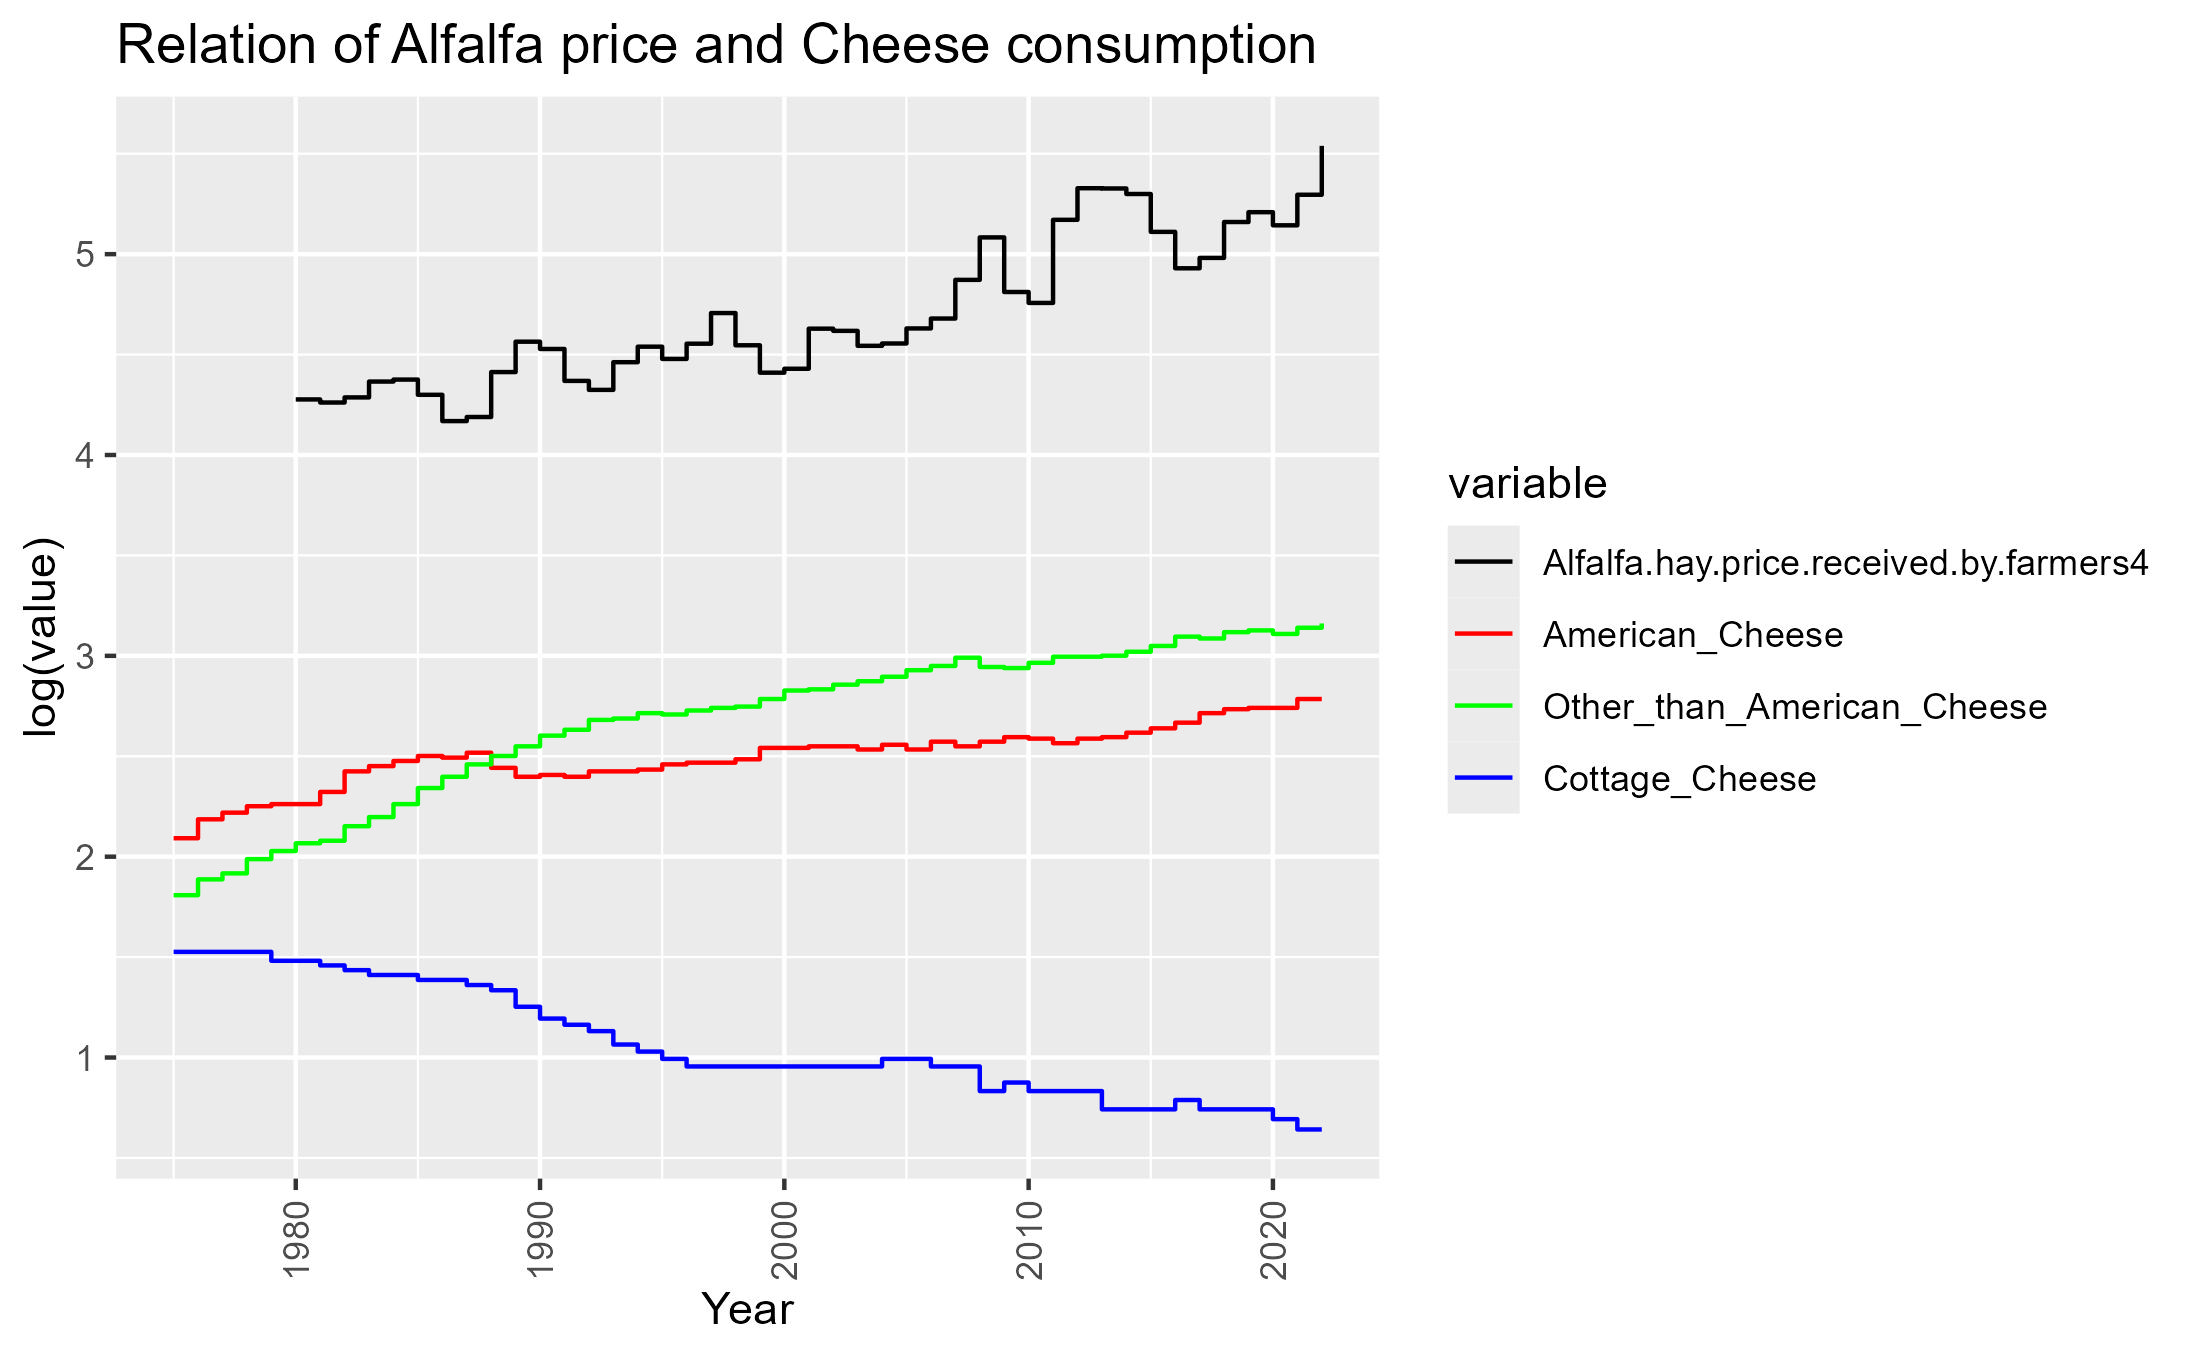 Relation of Alfalfa price and Cheese consumption
log(value)
5
4
3
2
1
1980
1990
2000
2010
2020
Year
variable
Alfalfa.hay.price.received.by.farmers4
American_Cheese
Other_than_American_Cheese
Cottage_Cheese